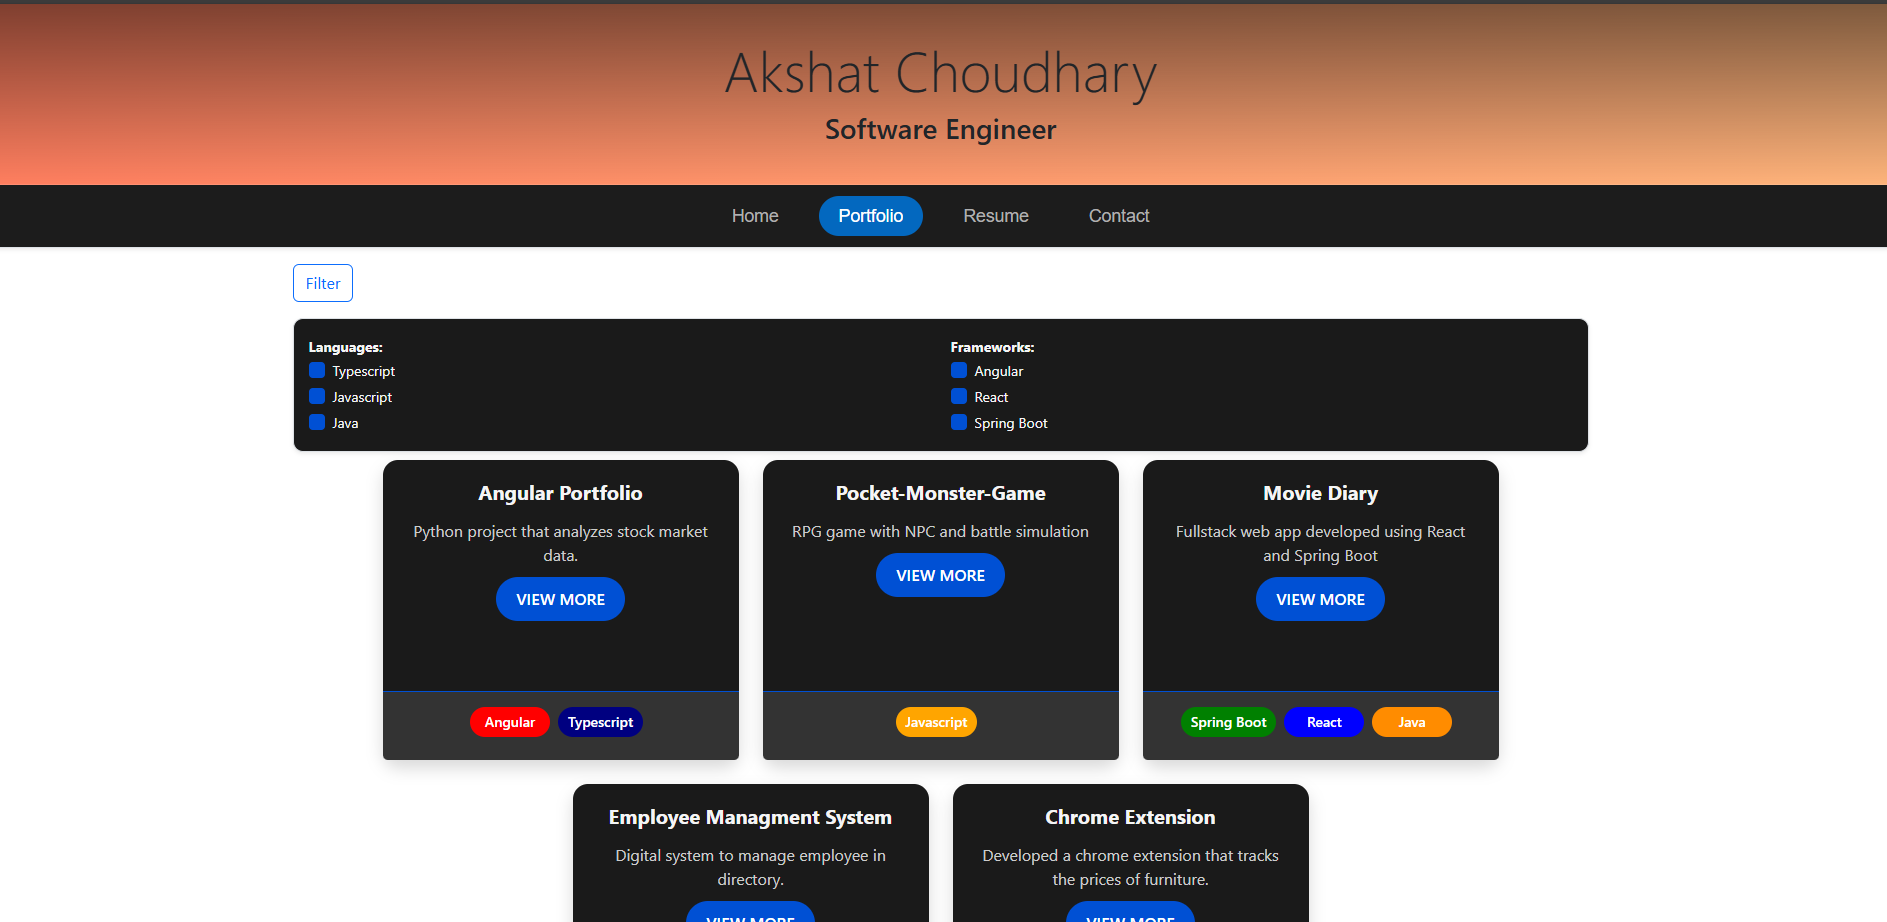 Akshat Choudhary
Software Engineer
Home Portfolio Resume Contact
Filter
Languages:
Typescript
Javascript
Java
Frameworks:
Angular
React
Spring Boot
Angular Portfolio
Python project that analyzes stock market
data.
VIEW MORE
Angular Typescript
Pocket-Monster-Game
RPG game with NPC and battle simulation
VIEW MORE
Javascript
Movie Diary
Fullstack web app developed using React
and Spring Boot
VIEW MORE
Spring Boot React Java
Employee Managment System
Digital system to manage employee in
directory.
VIEW MORE
Chrome Extension
Developed a chrome extension that tracks
the prices of furniture.
VIEW MORE